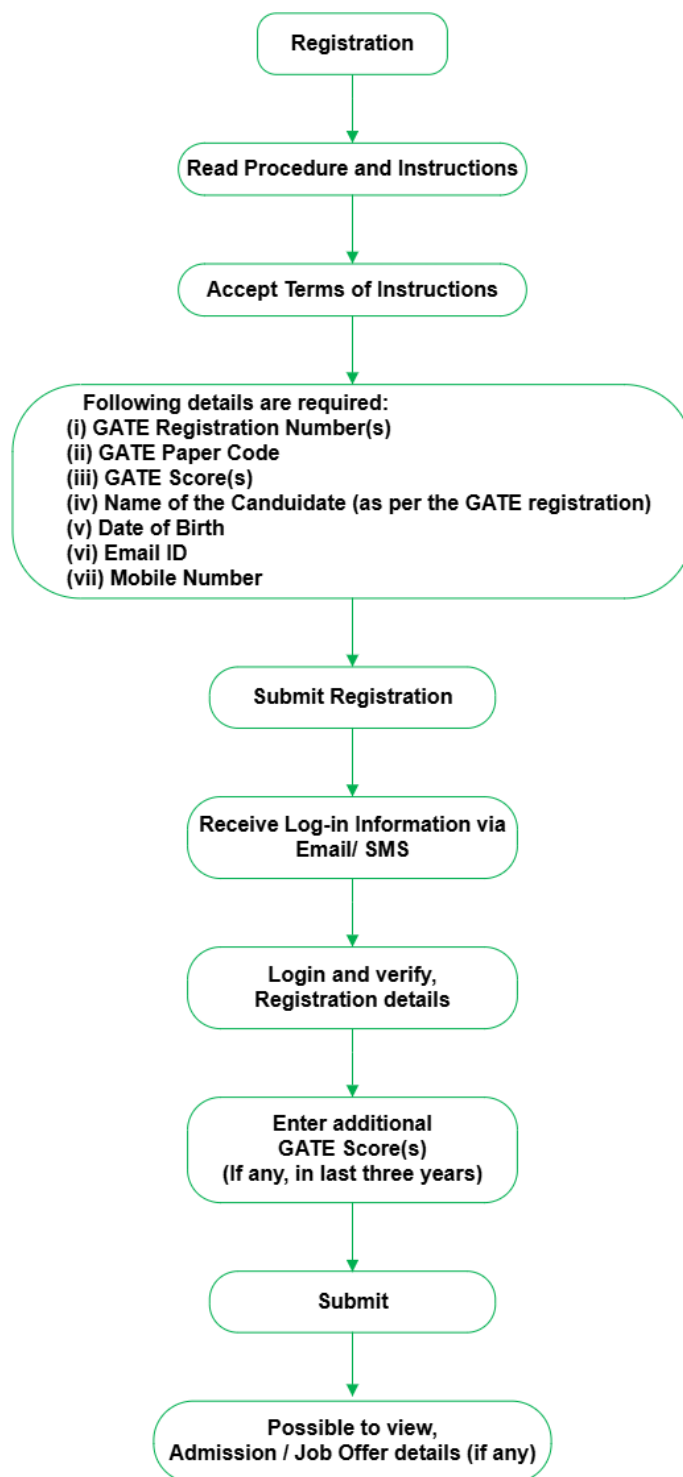 Registration
Read Procedure and Instructions
Accept Terms of Instructions
Following details are required:
(i) GATE Registration Number(s)
(ii) GATE Paper Code
(iii) GATE Score(s)
(iv) Name of the Canduidate (as per the GATE registration)
(v) Date of Birth
(vi) Email ID
(vii) Mobile Number
Submit Registration
Receive Log-in Information via
Email/ SMS
Login and verify,
Registration details
Enter additional
GATE Score(s)
(If any, in last three years)
Submit
Possible to view,
Admission / Job Offer details (if any)